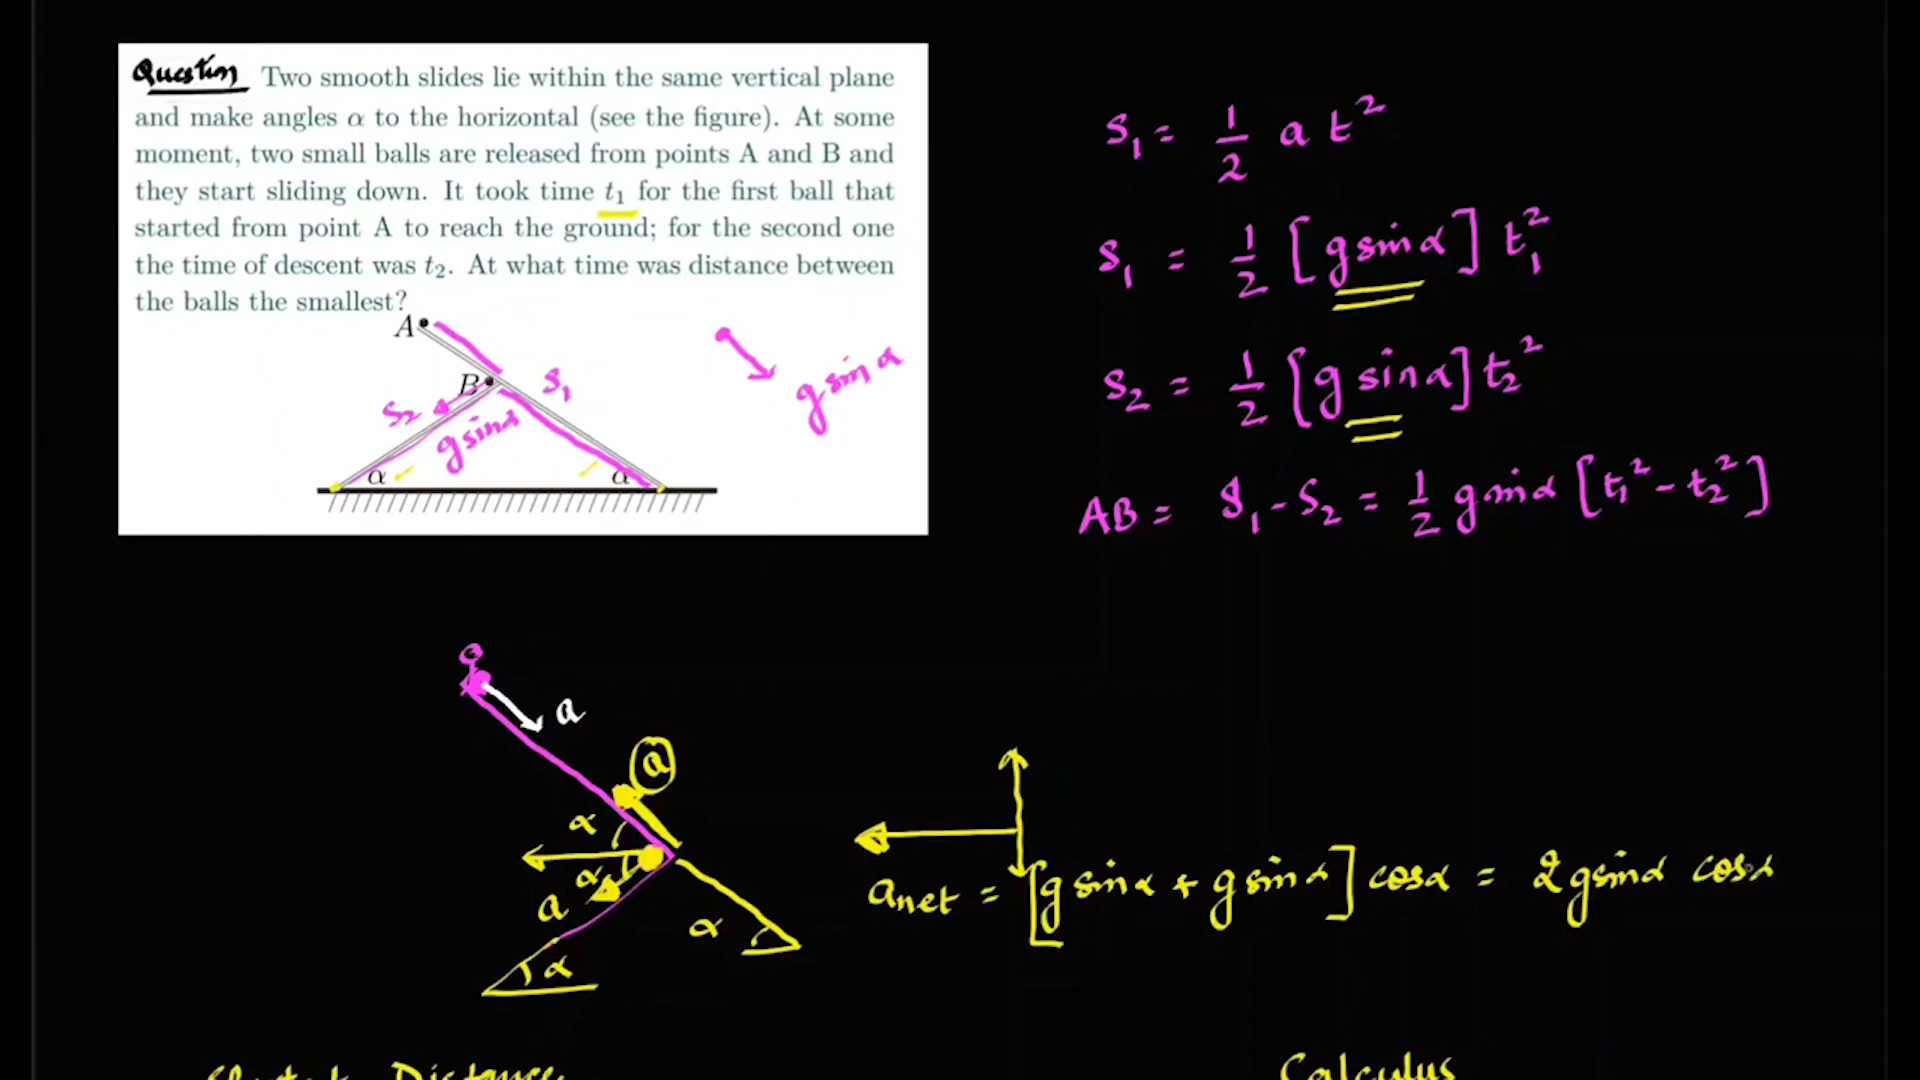 Question Two smooth slides lie within the same vertical plane
and make angles α to the horizontal (see the figure). At some
moment, two small balls are released from points A and B and
they start sliding down. It took time t₁ for the first ball that
started from point A to reach the ground; for the second one
the time of descent was t₂. At what time was distance between
the balls the smallest?
A
B
S₁
S₂
g sin α
g sin α
α
α
S₁ = 1/2 a t²
S₁ = 1/2 [g sin α] t₁²
S₂ = 1/2 [g sin α] t₂²
AB = S₁ - S₂ = 1/2 g sin α [t₁² - t₂²]
a
a
α
α
a
α
α
a net = [g sin α + g sin α] cos α = 2 g sin α cos α
Distance
Calculus